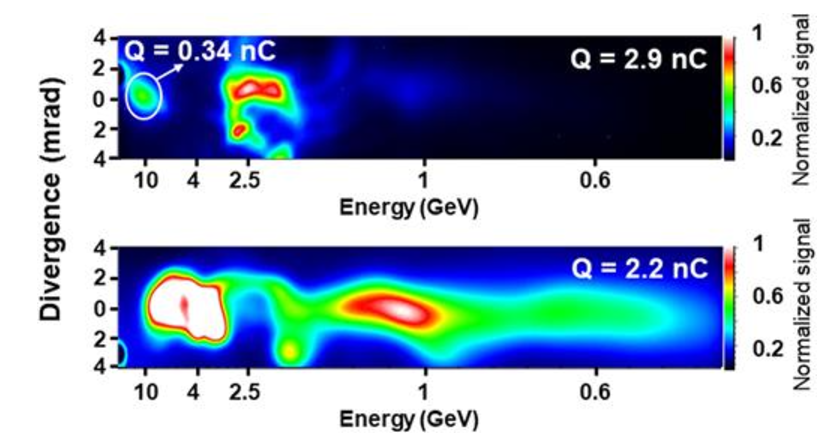 Divergence (mrad)
4
2
0
2
4
Q = 0.34 nC
Q = 2.9 nC
10 4 2.5 1 0.6
Energy (GeV)
1
0.6
0.2
Normalized signal
4
2
0
2
4
Q = 2.2 nC
10 4 2.5 1 0.6
Energy (GeV)
1
0.6
0.2
Normalized signal